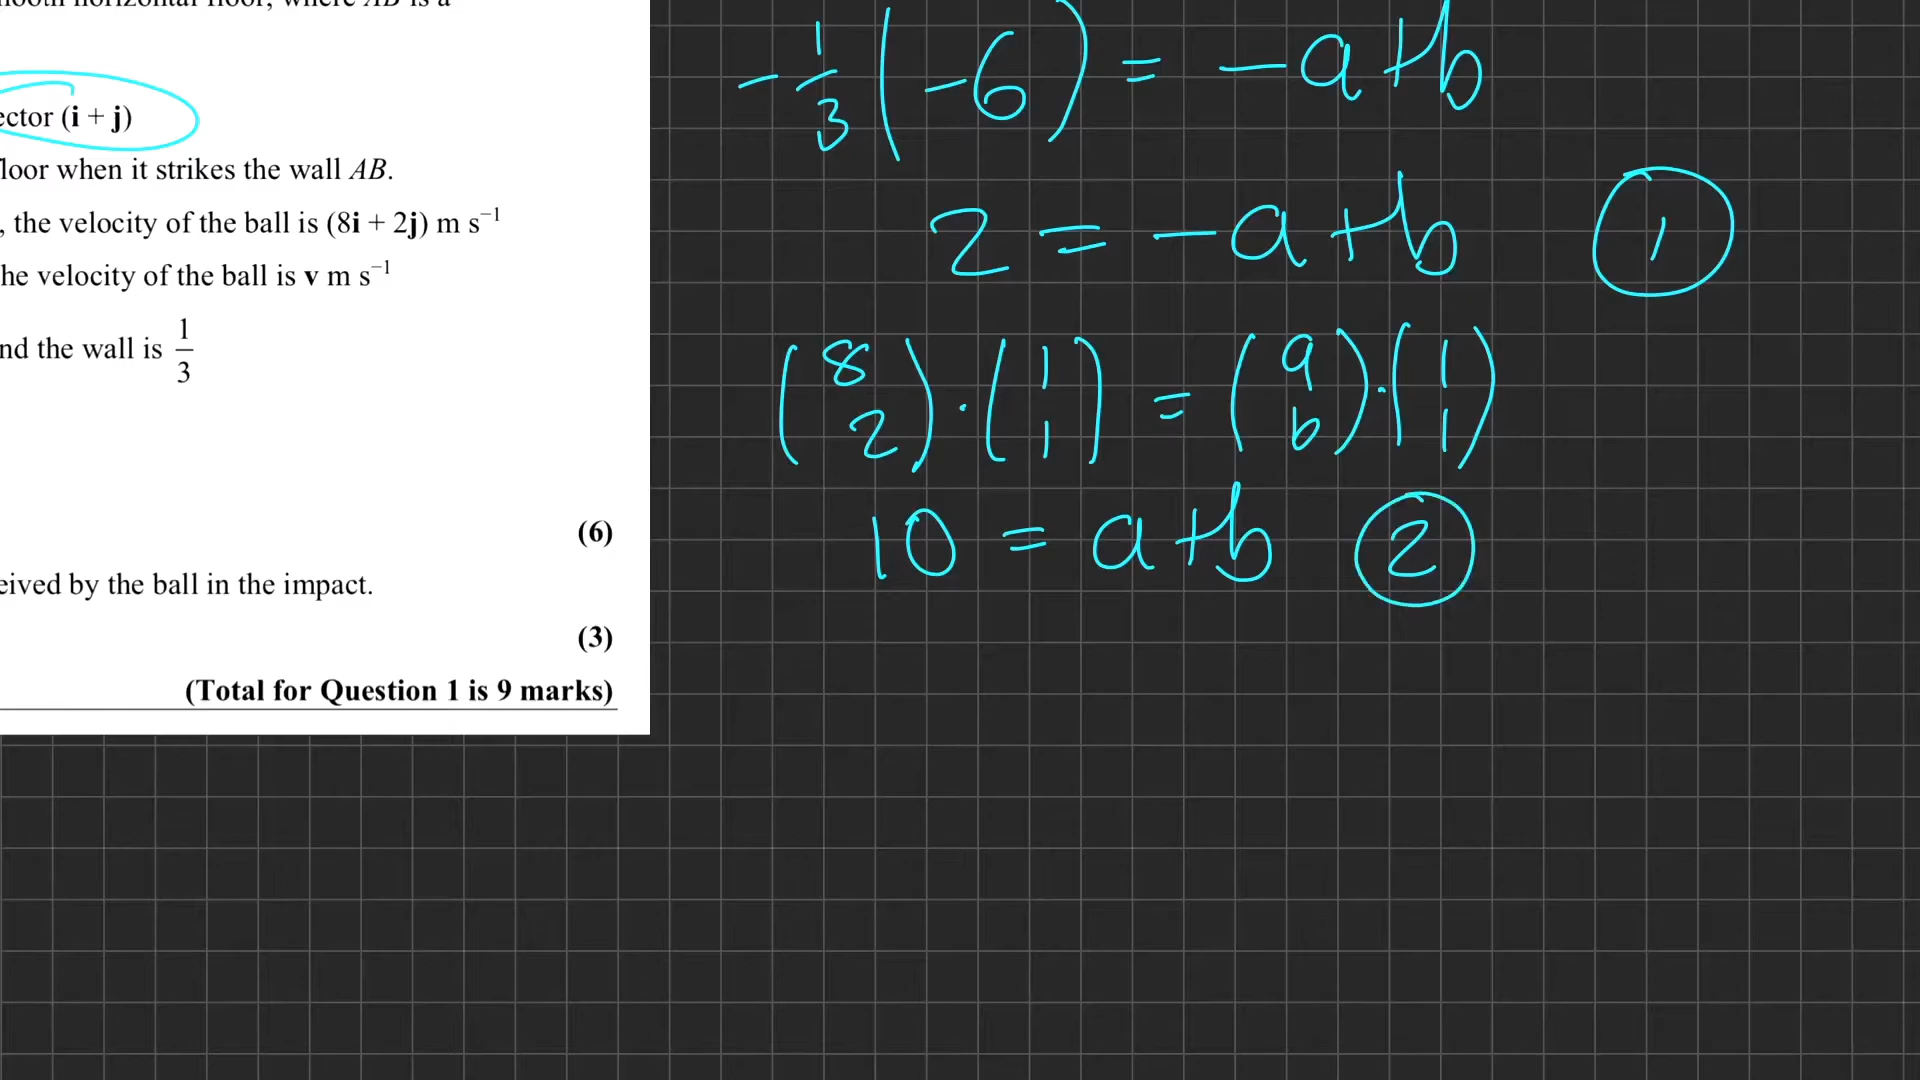 ector (i + j)
loor when it strikes the wall AB.
, the velocity of the ball is (8i + 2j) m s⁻¹
he velocity of the ball is v m s⁻¹
nd the wall is 1/3
(6)
eived by the ball in the impact.
(3)
(Total for Question 1 is 9 marks)
-1/3 (-6) = -a+b
2 = -a+b ①
(8 2) · (1 1) = (a b) · (1 1)
10 = a+b ②